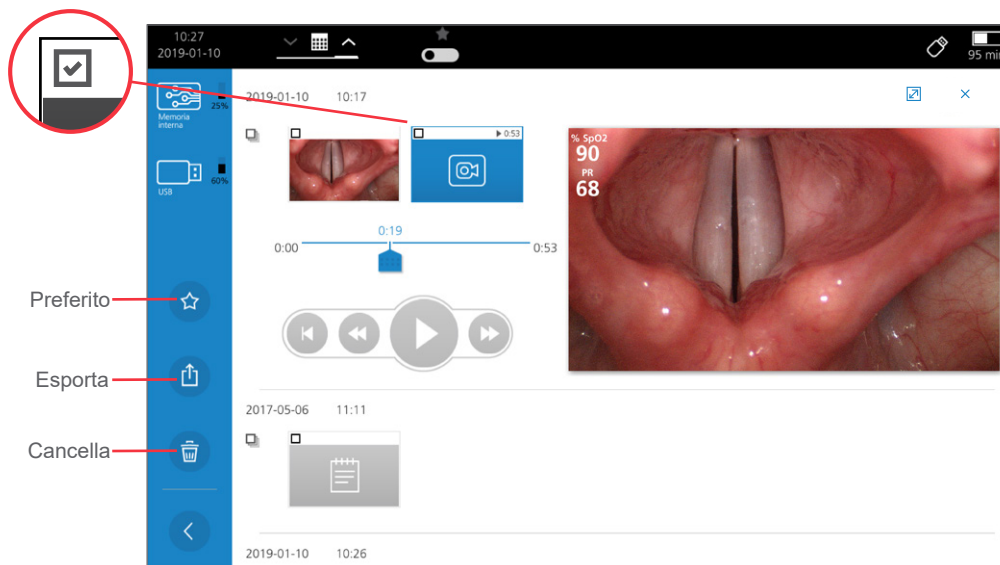 10:27
2019-01-10
95 min
Memoria
interna
25%
USB
60%
2019-01-10 10:17
0:53
% SpO2
90
PR
68
0:19
0:00
0:53
Preferito
Esporta
Cancella
2017-05-06 11:11
2019-01-10 10:26